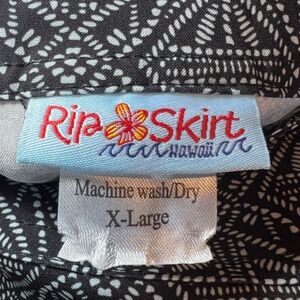 Rip Skirt
Hawaii
Machine wash/Dry
X-Large